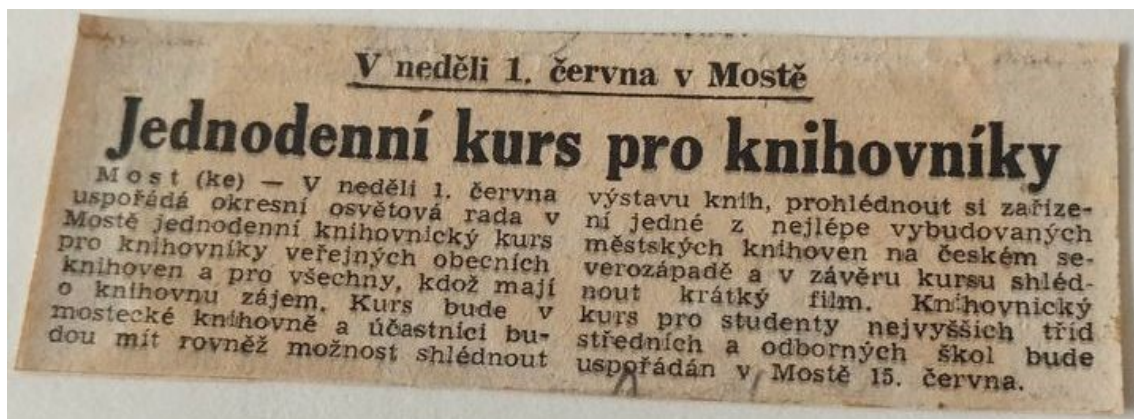 V neděli 1. června v Mostě
Jednodenní kurs pro knihovníky
Most (ke) — V neděli 1. června
uspořádá okresní osvětová rada v
Mostě jednodenní knihovnický kurs
pro knihovníky veřejných obecních
knihoven a pro všechny, kdož mají
o knihovnu zájem. Kurs bude v
mostecké knihovně a účastníci bu-
dou mít rovněž možnost shlédnout
výstavu knih, prohlédnout si zaříze-
ní jedné z nejlépe vybudovaných
městských knihoven na českém se-
verozápadě a v závěru kursu shléd-
nout krátký film. Knihovnický
kurs pro studenty nejvyšších tříd
středních a odborných škol bude
uspořádán v Mostě 15. června.